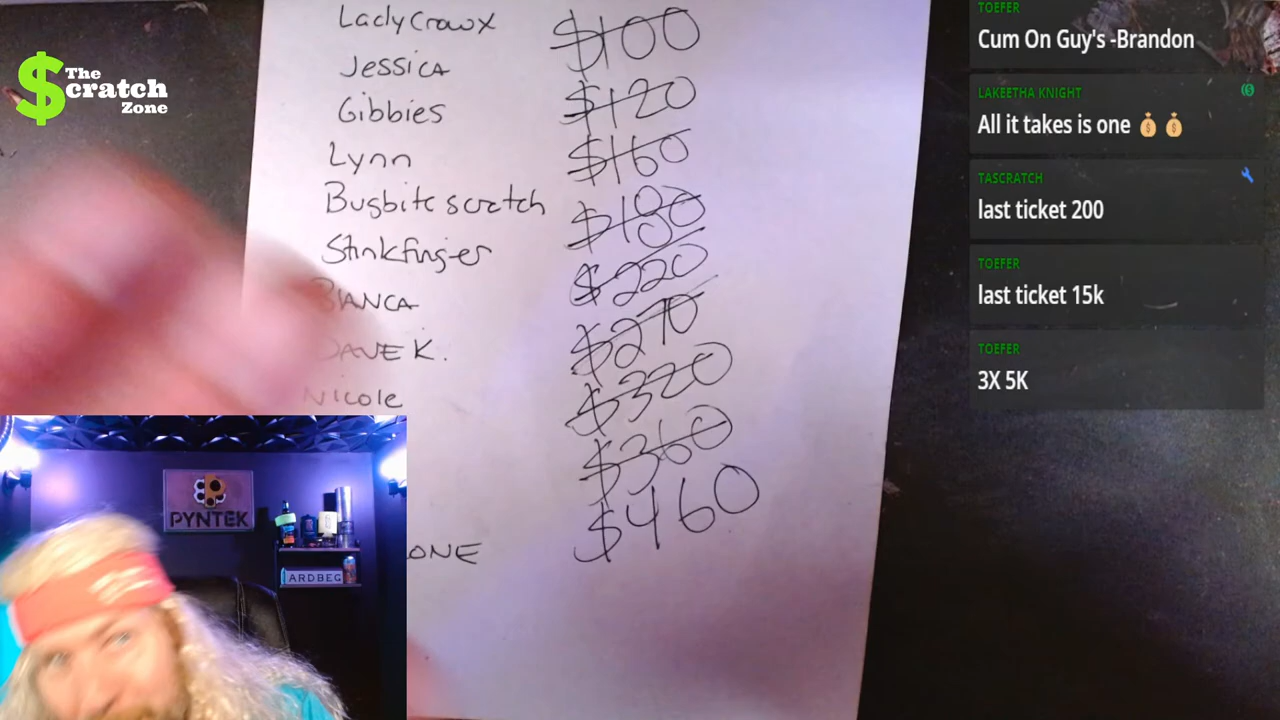 The
$cratch
Zone
LadyCrowx
Jessica
Gibbies
Lynn
Bugbite scratch
Stinkfinger
BIANCA
DAVE K.
Nicole
ONE
$100
$120
$160
$180
$220
$270
$320
$360
$460
PYNTEK
ARDBEG
TOEFER
Cum On Guy's -Brandon
LAKEETHA KNIGHT
All it takes is one 💰 💰
TASCRATCH
last ticket 200
TOEFER
last ticket 15k
TOEFER
3X 5K